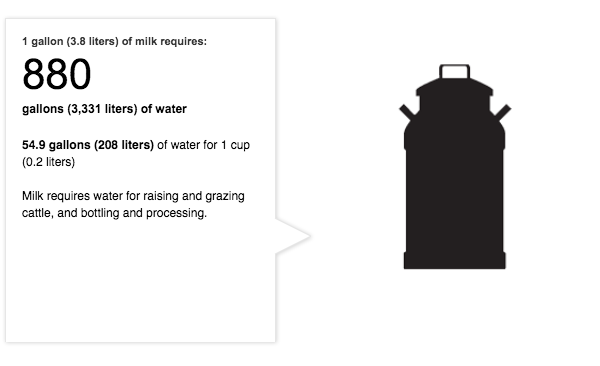 1 gallon (3.8 liters) of milk requires:
880
gallons (3,331 liters) of water
54.9 gallons (208 liters) of water for 1 cup
(0.2 liters)
Milk requires water for raising and grazing
cattle, and bottling and processing.